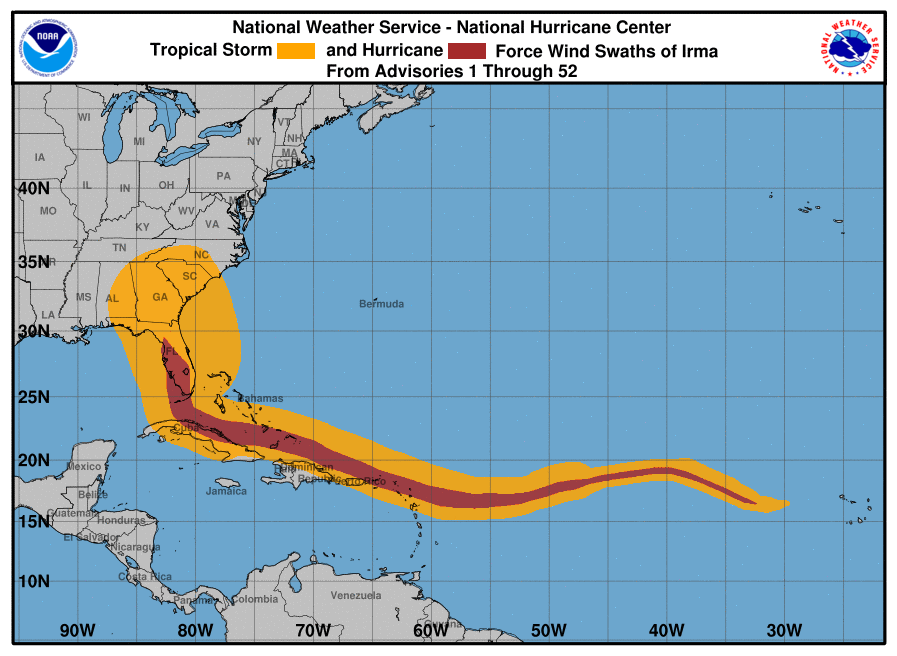 National Weather Service - National Hurricane Center
Tropical Storm and Hurricane Force Wind Swaths of Irma
From Advisories 1 Through 52
NOAA
NATIONAL WEATHER SERVICE
WI
MI
VT
NH
NY
MA
CT
IA
PA
IL
IN
OH
40N
MO
WV
VA
KY
TN
NC
35N
SC
MS
AL
GA
LA
Bermuda
30N
FL
25N
Bahamas
Cuba
20N
Mexico
Haiti
Dominican
Republic
Puerto Rico
Jamaica
Belize
Guatemala
15N
Honduras
El Salvador
Nicaragua
10N
Costa Rica
Panama
Colombia
Venezuela
Guyana
90W
80W
70W
60W
50W
40W
30W